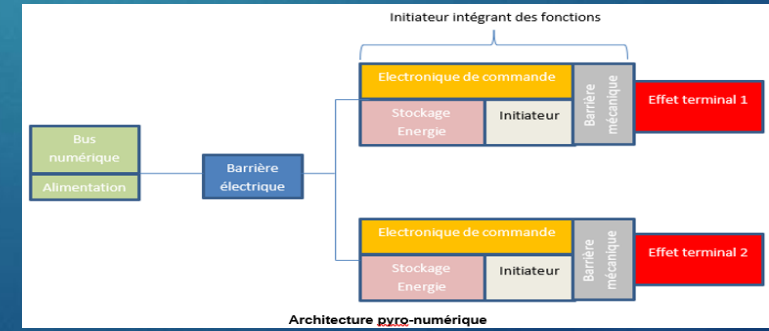 Initiateur intégrant des fonctions
Electronique de commande
Stockage
Energie
Initiateur
Barrière
mécanique
Effet terminal 1
Bus
numérique
Alimentation
Barrière
électrique
Electronique de commande
Stockage
Energie
Initiateur
Barrière
mécanique
Effet terminal 2
Architecture pyro-numérique